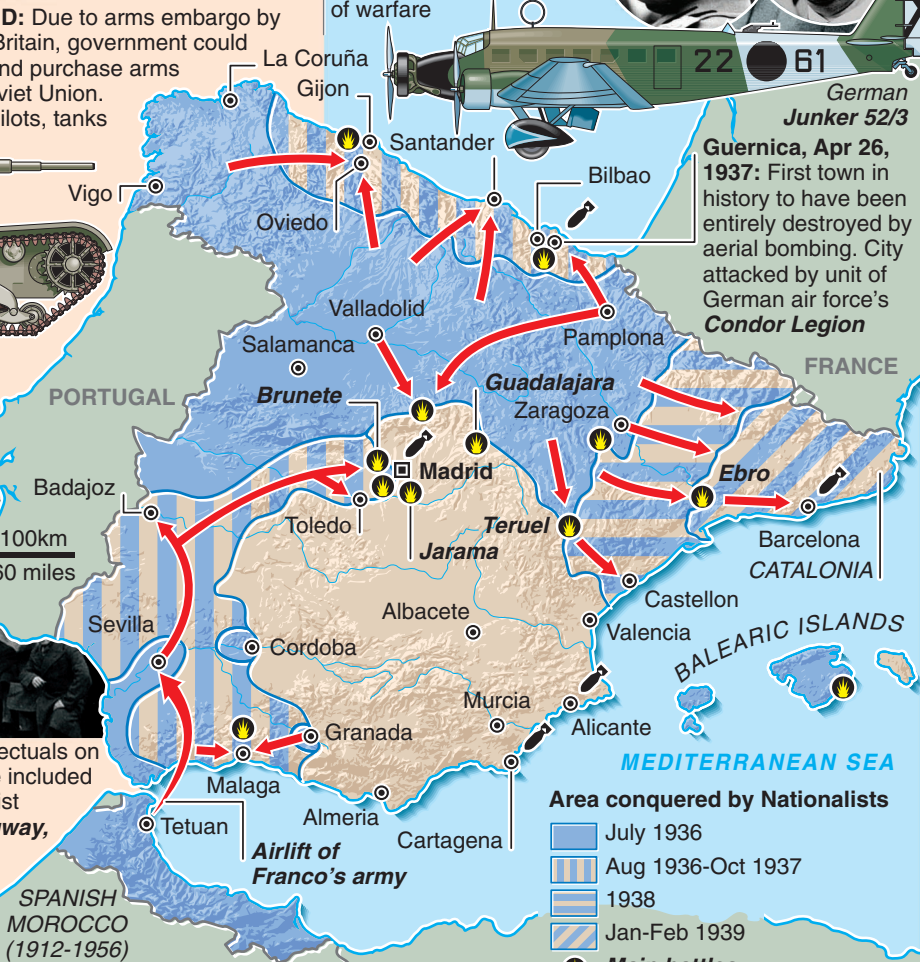 D: Due to arms embargo by
Britain, government could
nd purchase arms
viet Union.
ilots, tanks
of warfare
22 61
German
Junker 52/3
La Coruña
Gijon
Santander
Vigo
Oviedo
Bilbao
Guernica, Apr 26,
1937: First town in
history to have been
entirely destroyed by
aerial bombing. City
attacked by unit of
German air force's
Condor Legion
Valladolid
Pamplona
Salamanca
FRANCE
PORTUGAL
Brunete
Guadalajara
Zaragoza
Madrid
Ebro
Badajoz
Toledo
Teruel
100km
60 miles
Jarama
Barcelona
CATALONIA
Castellon
Albacete
Valencia
Sevilla
Cordoba
BALEARIC ISLANDS
Murcia
Granada
Alicante
ectuals on
e included
ist
way,
MEDITERRANEAN SEA
Malaga
Almeria
Cartagena
Tetuan
Airlift of
Franco's army
SPANISH
MOROCCO
(1912-1956)
Area conquered by Nationalists
July 1936
Aug 1936-Oct 1937
1938
Jan-Feb 1939
Main battles